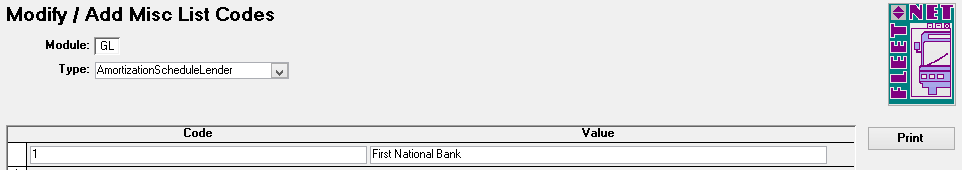 Modify / Add Misc List Codes
Module: GL
Type: AmortizationScheduleLender
FLEET NET
Code Value
1 First National Bank
Print